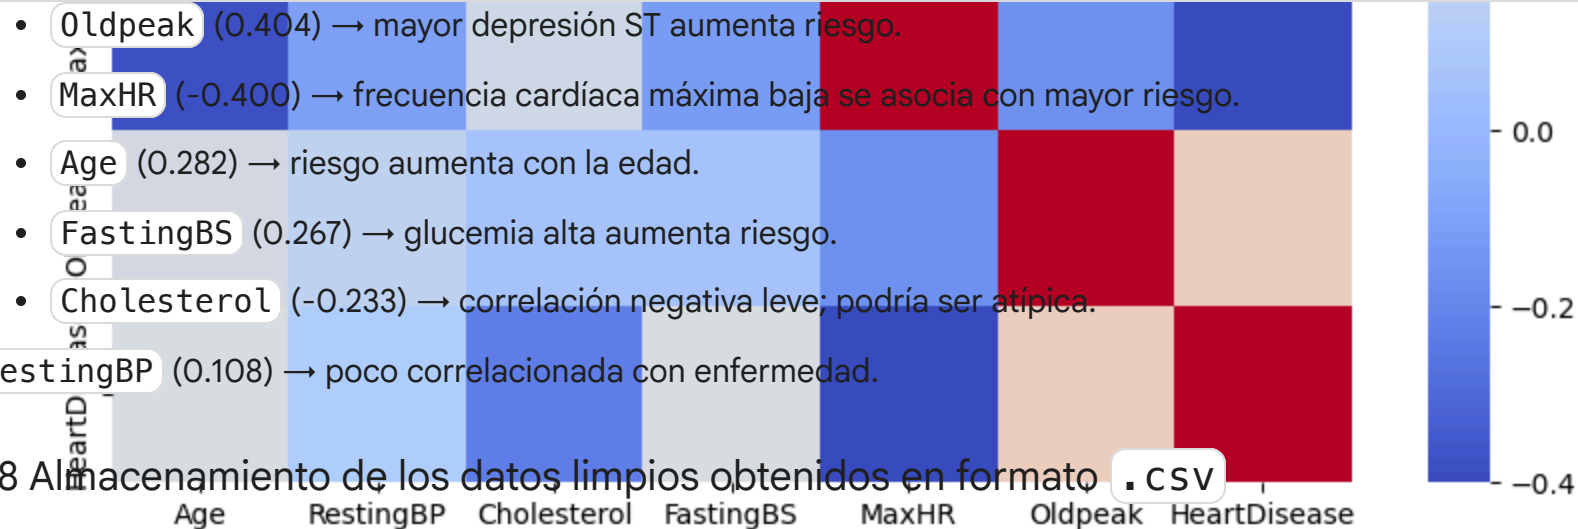 Oldpeak (0.404) → mayor depresión ST aumenta riesgo.
MaxHR (-0.400) → frecuencia cardíaca máxima baja se asocia con mayor riesgo.
0.0
Age (0.282) → riesgo aumenta con la edad.
FastingBS (0.267) → glucemia alta aumenta riesgo.
Cholesterol (-0.233) → correlación negativa leve; podría ser atípica.
−0.2
estingBP (0.108) → poco correlacionada con enfermedad.
8 Almacenamiento de los datos limpios obtenidos en formato .csv
−0.4
Age RestingBP Cholesterol FastingBS MaxHR Oldpeak HeartDisease